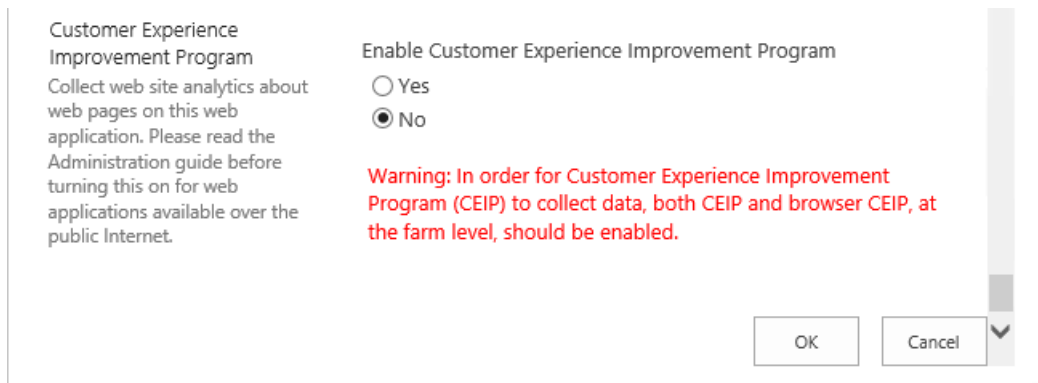 Customer Experience
Improvement Program
Collect web site analytics about
web pages on this web
application. Please read the
Administration guide before
turning this on for web
applications available over the
public Internet.
Enable Customer Experience Improvement Program
Yes
No
Warning: In order for Customer Experience Improvement
Program (CEIP) to collect data, both CEIP and browser CEIP, at
the farm level, should be enabled.
OK
Cancel